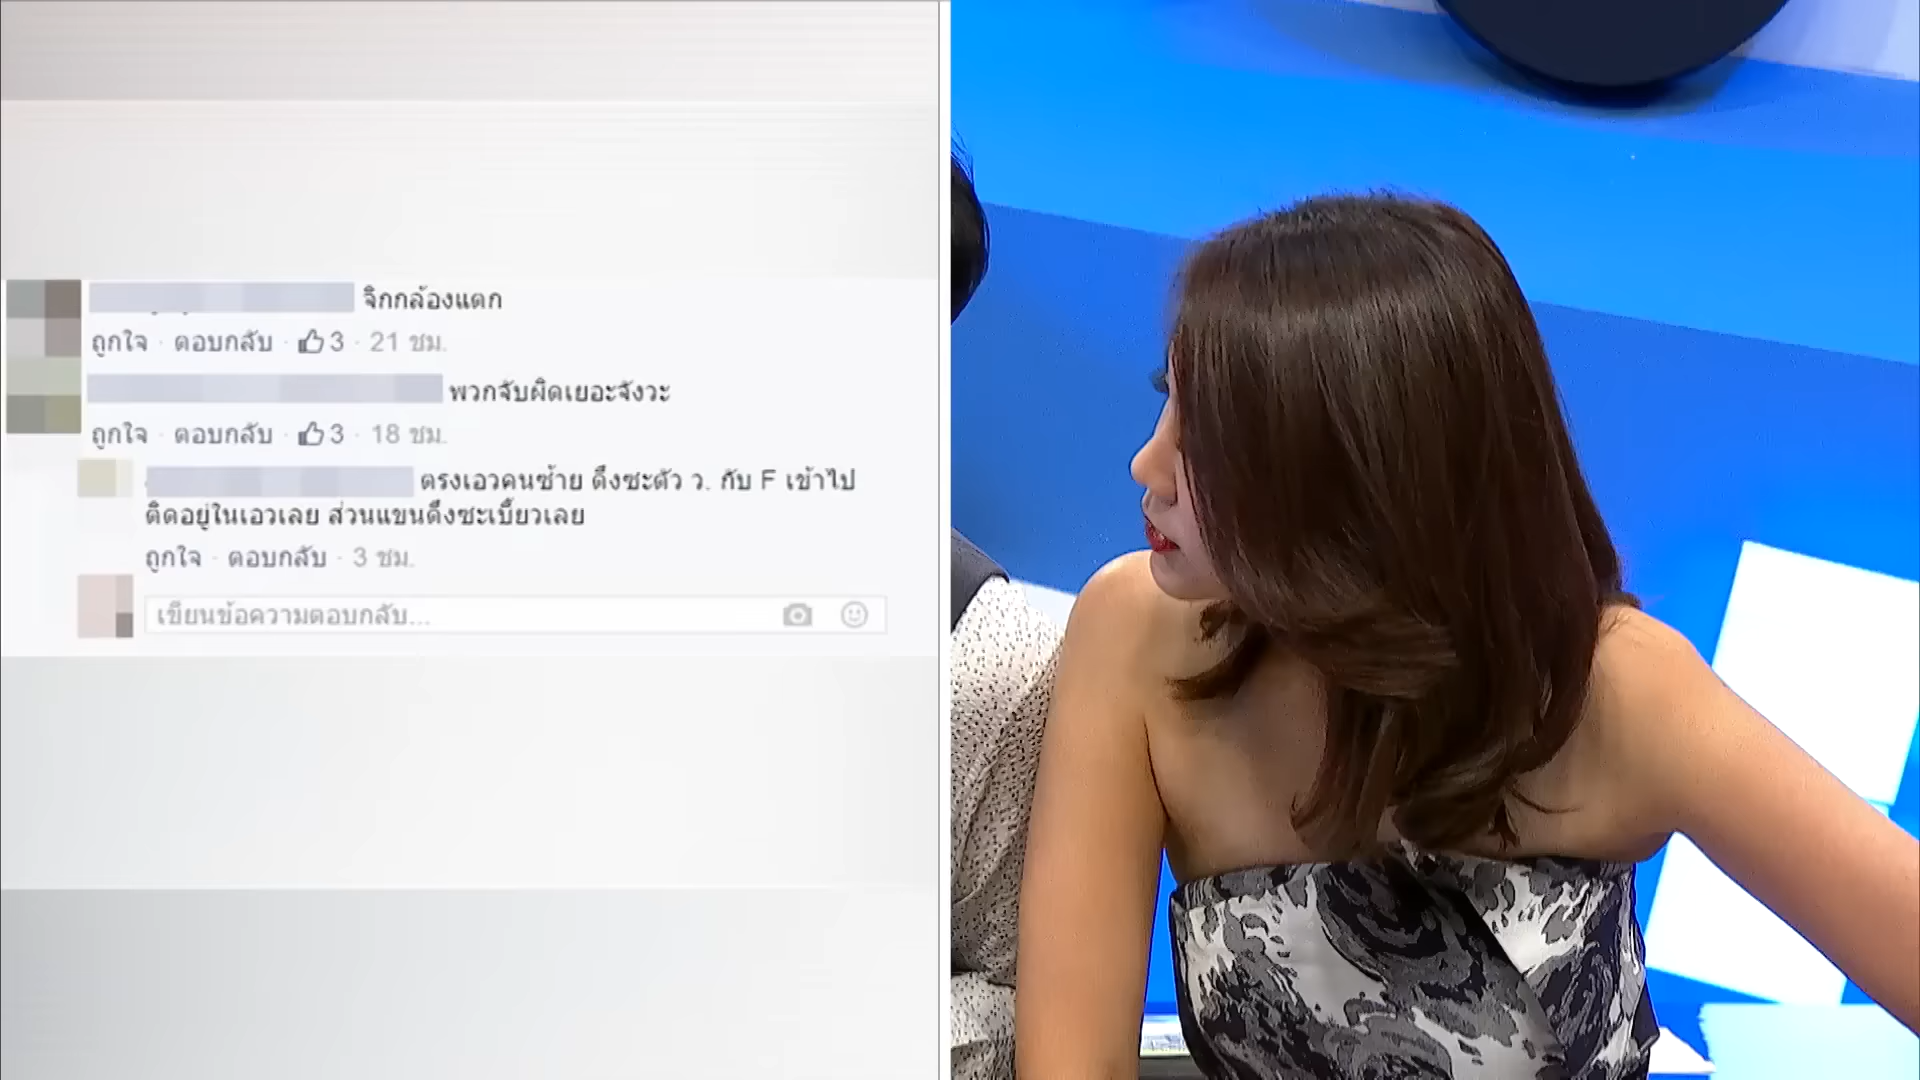 จิกกล้องแตก
ถูกใจ · ตอบกลับ · 3 · 21 ชม.
พวกจับผิดเยอะจังวะ
ถูกใจ · ตอบกลับ · 3 · 18 ชม.
ตรงเอวคนซ้าย ดึงซะตัว ว. กับ F เข้าไป
ติดอยู่ในเอวเลย ส่วนแขนดึงซะเบี้ยวเลย
ถูกใจ · ตอบกลับ · 3 ชม.
เขียนข้อความตอบกลับ...